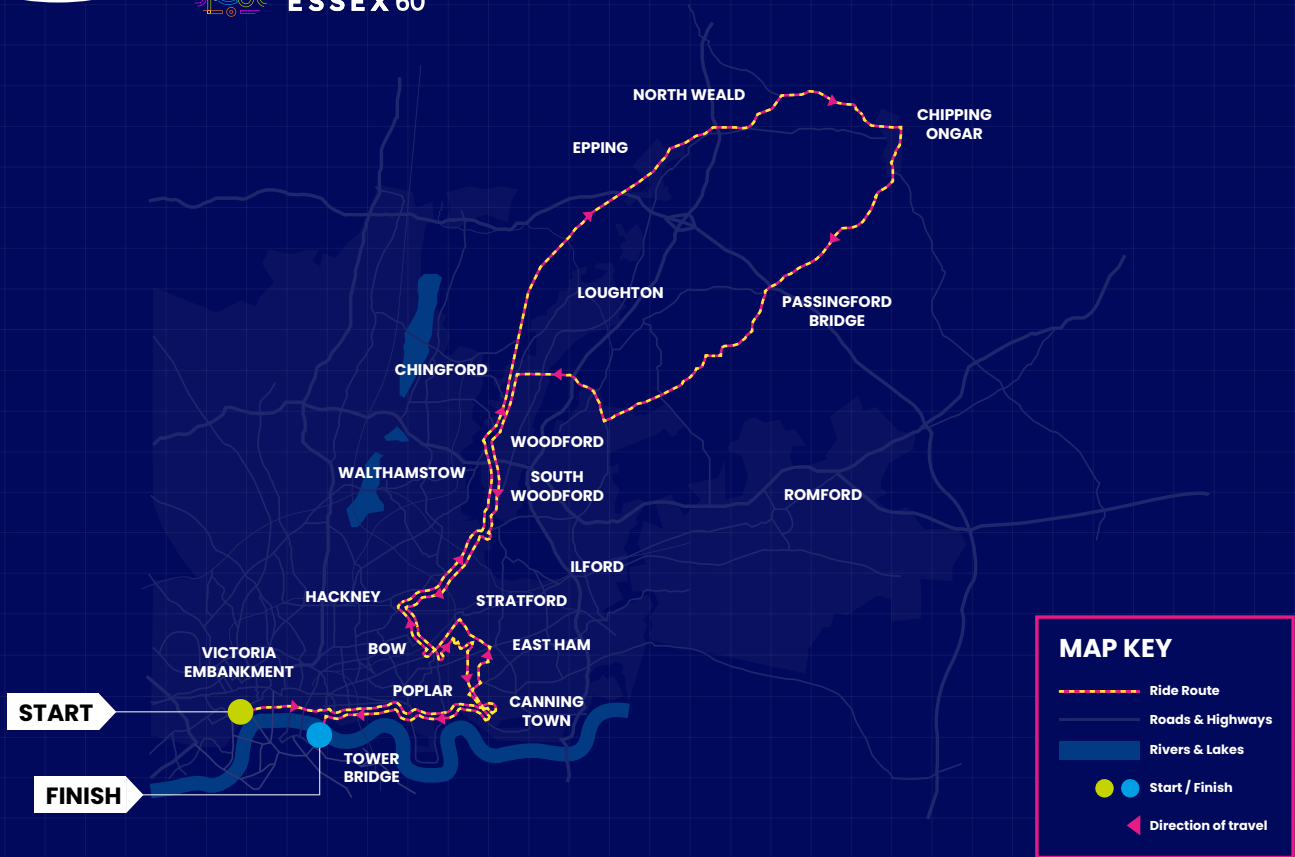 ESSEX 60
NORTH WEALD
CHIPPING
ONGAR
EPPING
LOUGHTON
PASSINGFORD
BRIDGE
CHINGFORD
WOODFORD
WALTHAMSTOW
SOUTH
WOODFORD
ROMFORD
ILFORD
HACKNEY
STRATFORD
BOW
EAST HAM
VICTORIA
EMBANKMENT
POPLAR
CANNING
TOWN
START
TOWER
BRIDGE
FINISH
MAP KEY
Ride Route
Roads & Highways
Rivers & Lakes
Start / Finish
Direction of travel